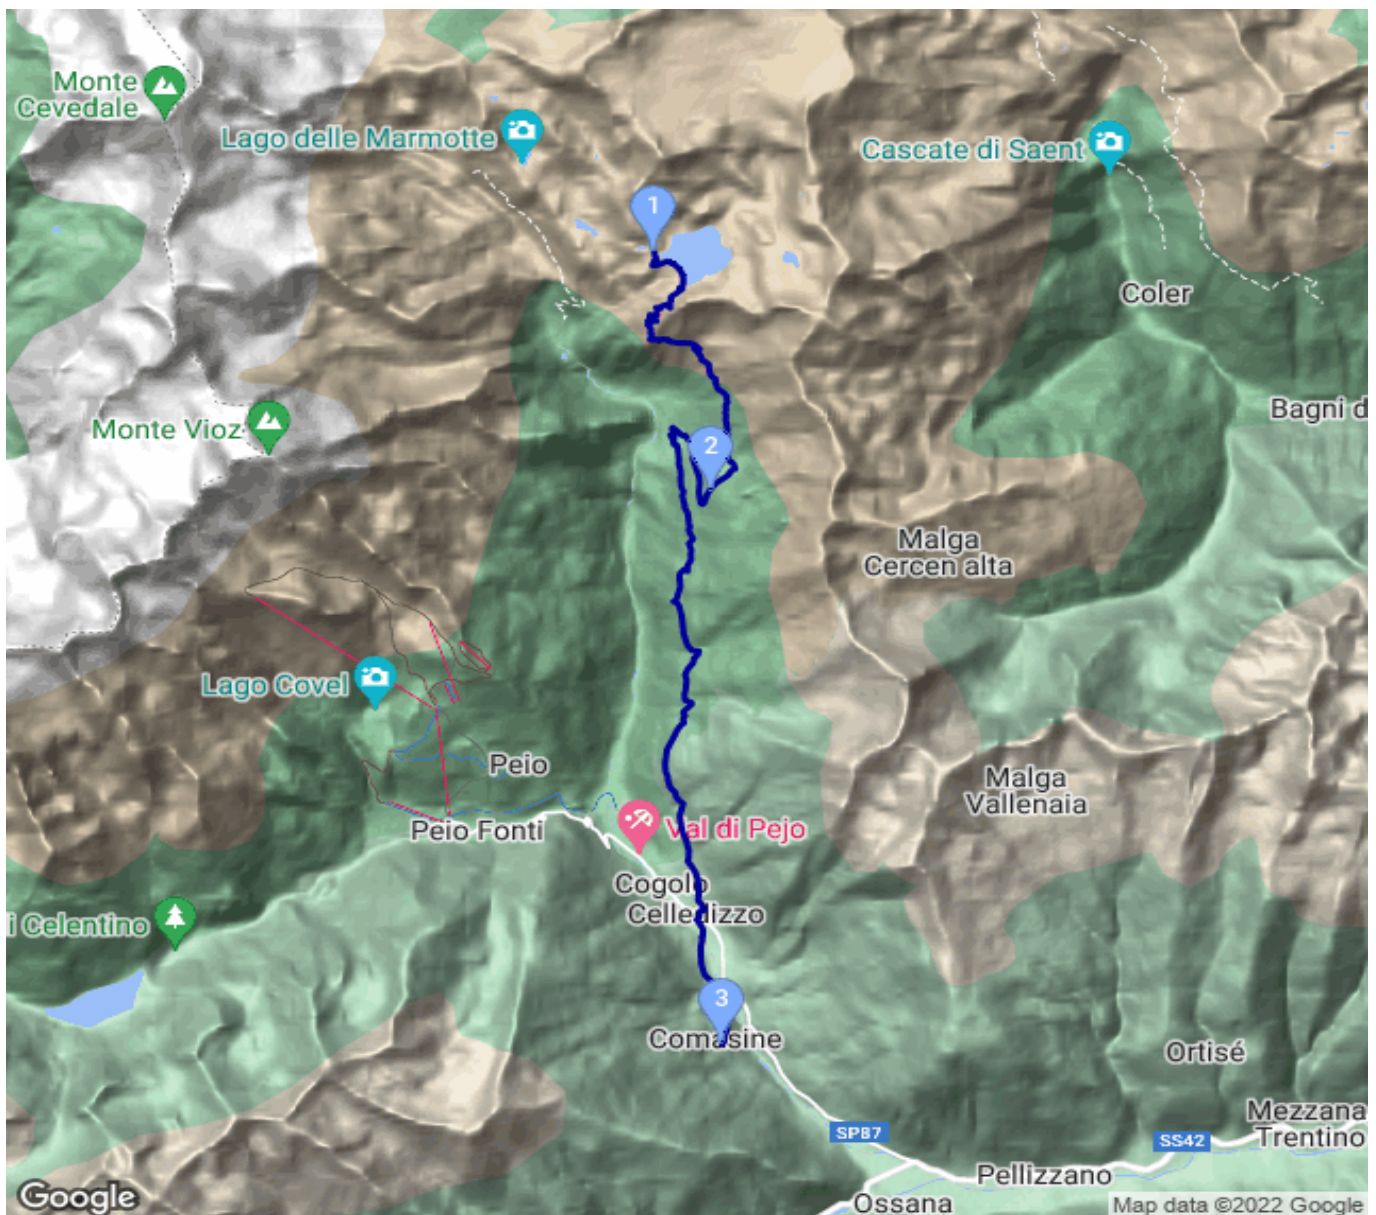 Monte
Cevedale
Lago delle Marmotte
Cascate di Saent
1
Coler
Bagni d
Monte Vioz
2
Malga
Cercen alta
Lago Covel
Peio
Malga
Vallenaia
Peio Fonti
Val di Pejo
Cogolo
Celledizzo
i Celentino
3
Comasine
Ortisé
Mezzana
Trentino
SP87
SS42
Pellizzano
Ossana
Google
Map data ©2022 Google